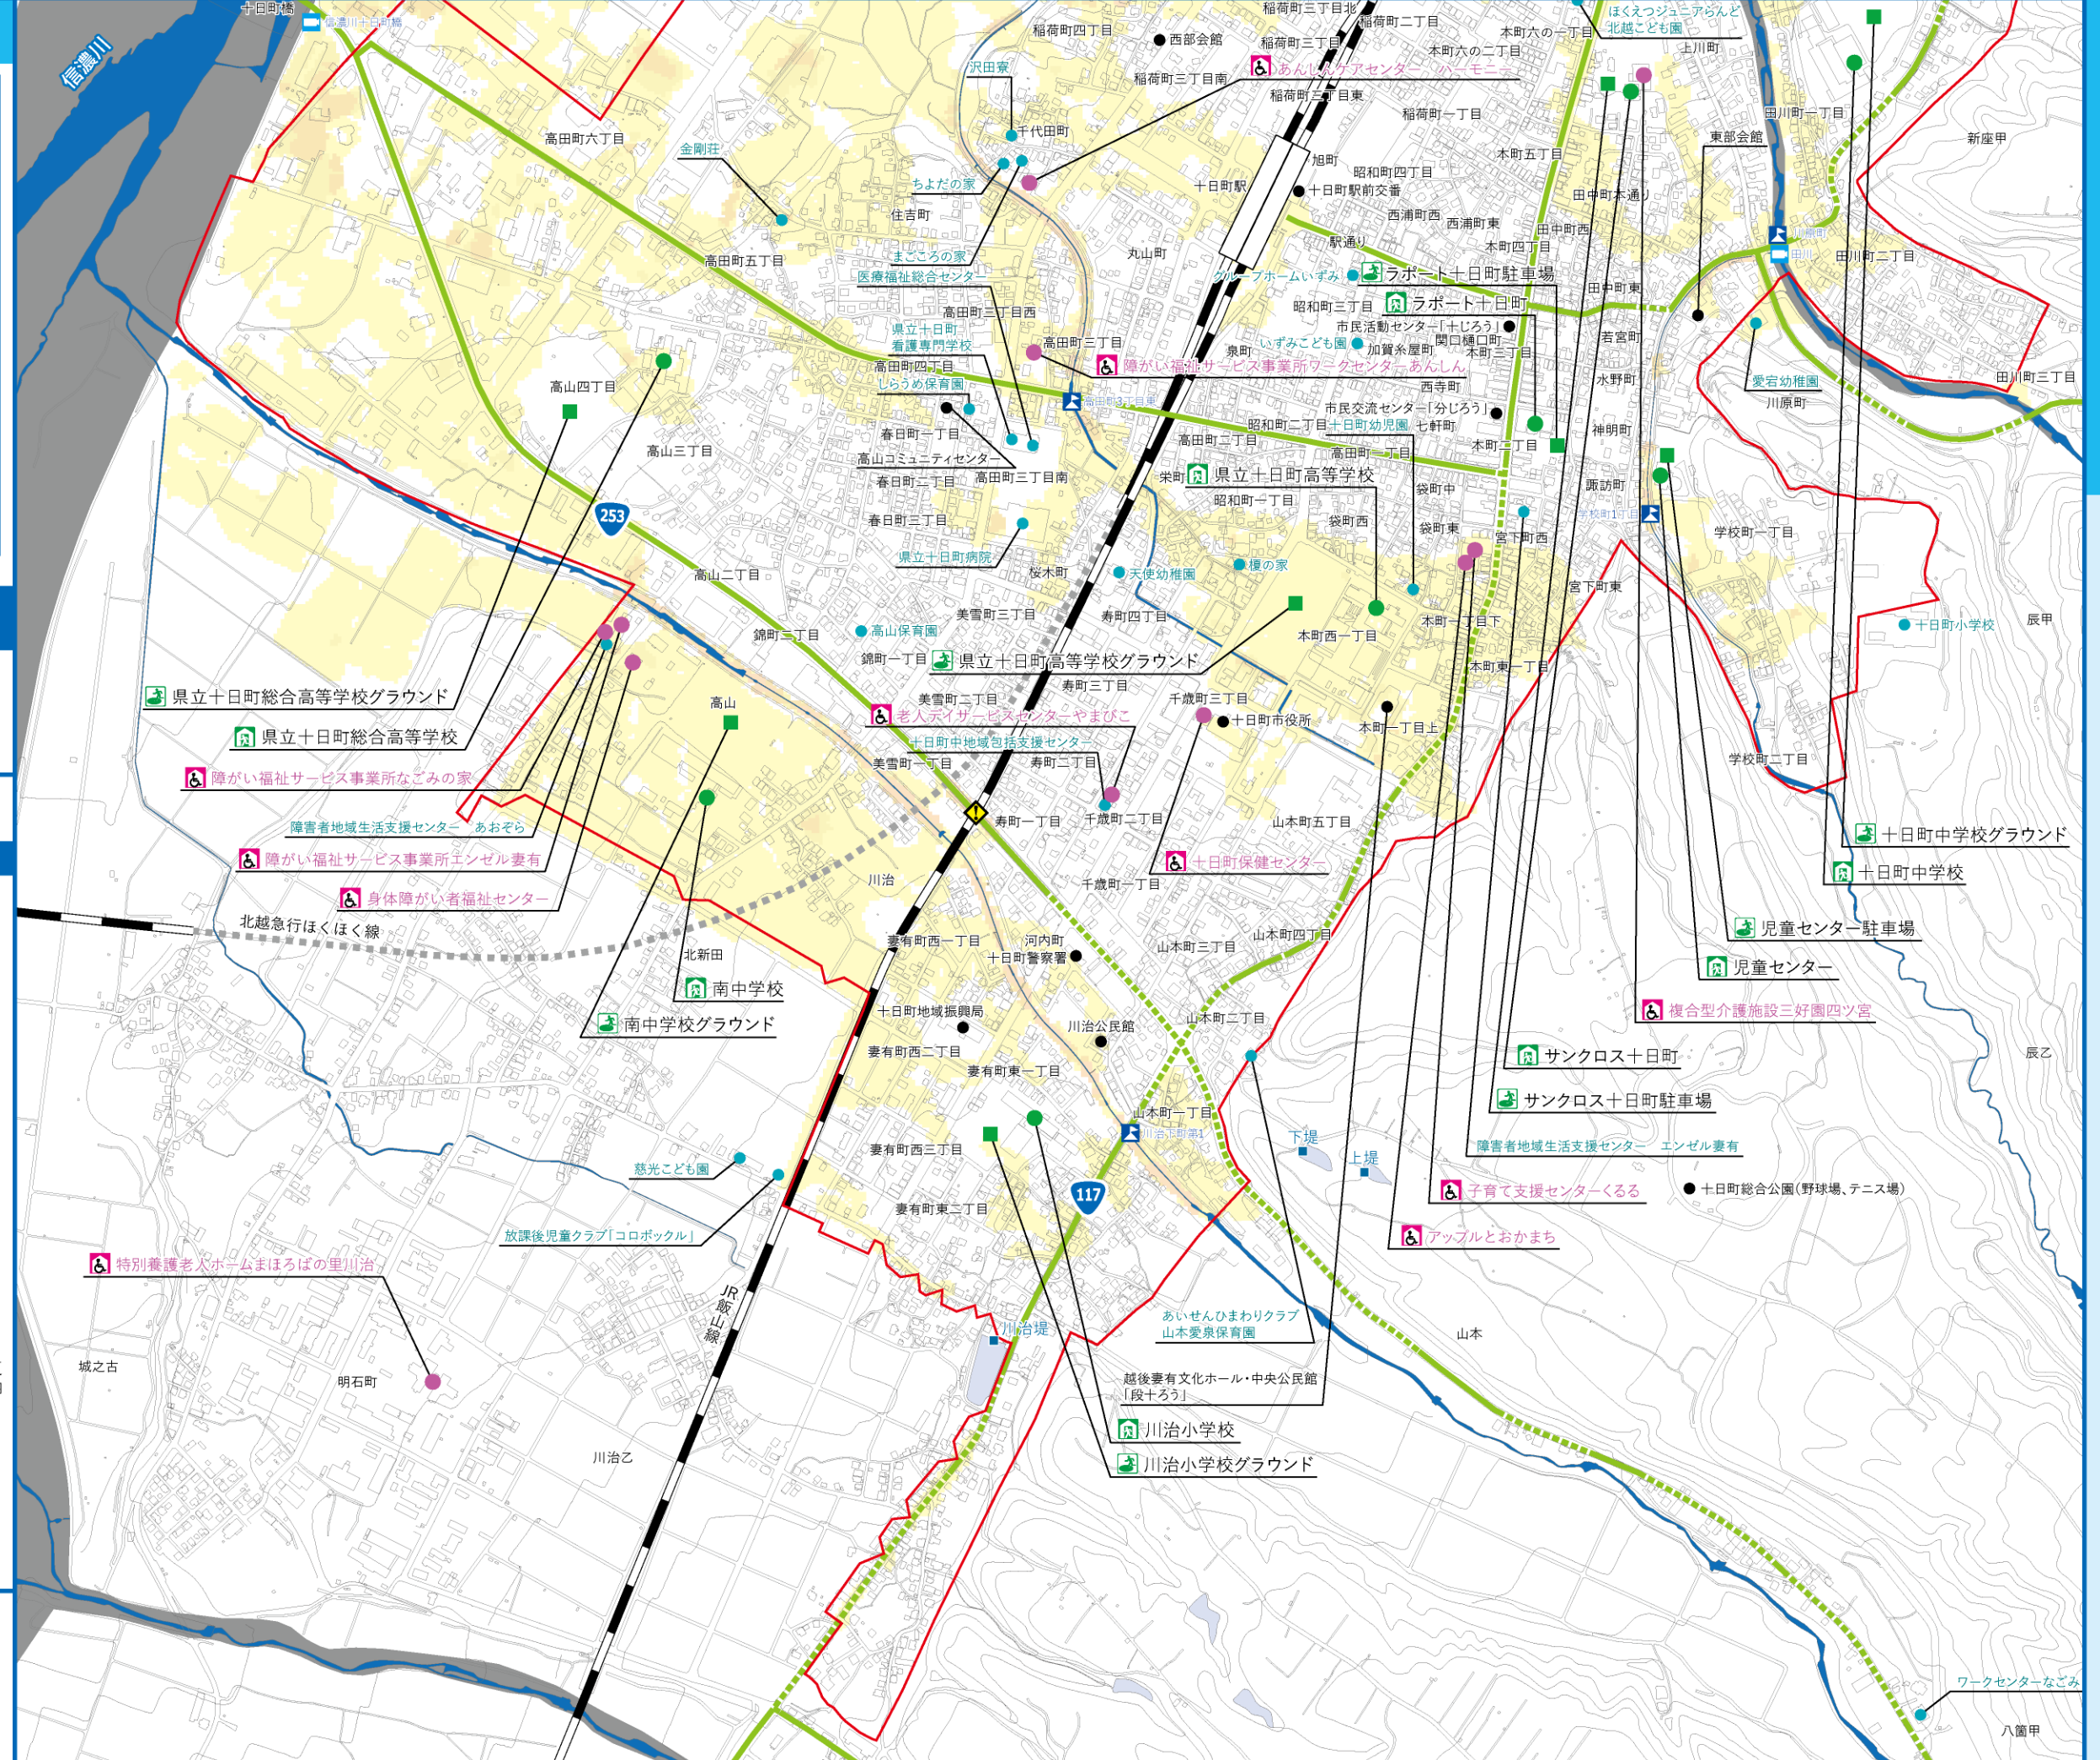 十日町橋
信濃川十日町橋
信濃川
稲荷町四丁目
西部会館
稲荷町三丁目北
稲荷町二丁目
稲荷町三丁目
本町六の一丁目
本町六の二丁目
ほくえつジュニアらんど
北越こども園
上川町
沢田寮
稲荷町三丁目南
あんしんケアセンター ハーモニー
稲荷町三丁目東
稲荷町一丁目
田川町一丁目
新座甲
東部会館
高田町六丁目
金剛荘
千代田町
ちよだの家
旭町
昭和町四丁目
本町五丁目
十日町駅
十日町駅前交番
田中町本通り
住吉町
西浦町西
西浦町東
田中町西
川原町
駅通り
本町四丁目
田川
田川町二丁目
高田町五丁目
まごころの家
丸山町
医療福祉総合センター
グループホームいずみ
ラポート十日町駐車場
田中町東
高田町三丁目西
昭和町三丁目
ラポート十日町
県立十日町
看護専門学校
高田町三丁目
市民活動センター「十じろう」
関口樋口町
若宮町
いずみこども園
泉町
加賀糸屋町
本町三丁目
障がい福祉サービス事業所ワークセンターあんしん
高田町四丁目
しらうめ保育園
西寺町
水野町
愛宕幼稚園
川原町
田川町三丁目
高山四丁目
高田町3丁目東
市民交流センター「分じろう」
春日町一丁目
高山コミュニティセンター
昭和町二丁目
十日町幼児園
七軒町
神明町
高山三丁目
高田町二丁目
高田町一丁目
本町二丁目
春日町二丁目
高田町三丁目南
栄町
県立十日町高等学校
袋町中
諏訪町
昭和町一丁目
253
春日町三丁目
袋町西
袋町東
宮下町西
学校町1丁目
学校町一丁目
県立十日町病院
高山二丁目
桜木町
天使幼稚園
榎の家
宮下町東
美雪町三丁目
寿町四丁目
高山保育園
錦町二丁目
本町西一丁目
本町一丁目下
十日町小学校
辰甲
錦町一丁目
県立十日町高等学校グラウンド
本町東一丁目
県立十日町総合高等学校グラウンド
高山
美雪町二丁目
寿町三丁目
千歳町三丁目
老人デイサービスセンターやまびこ
十日町市役所
本町一丁目上
県立十日町総合高等学校
十日町中地域包括支援センター
美雪町一丁目
寿町二丁目
学校町二丁目
障がい福祉サービス事業所なごみの家
障害者地域生活支援センター あおぞら
寿町一丁目
千歳町二丁目
山本町五丁目
十日町中学校グラウンド
障がい福祉サービス事業所エンゼル妻有
十日町保健センター
十日町中学校
川治
千歳町一丁目
身体障がい者福祉センター
北越急行ほくほく線
妻有町西一丁目
河内町
十日町警察署
山本町三丁目
山本町四丁目
児童センター駐車場
北新田
児童センター
南中学校
十日町地域振興局
川治公民館
山本町二丁目
複合型介護施設三好園四ツ宮
南中学校グラウンド
妻有町西二丁目
サンクロス十日町
辰乙
妻有町東一丁目
サンクロス十日町駐車場
山本町一丁目
川治下町第1
下堤
上堤
障害者地域生活支援センター エンゼル妻有
妻有町西三丁目
慈光こども園
117
子育て支援センターくるる
十日町総合公園(野球場、テニス場)
妻有町東二丁目
放課後児童クラブ「コロポックル」
アップルとおかまち
特別養護老人ホームまほろばの里川治
JR飯山線
あいせんひまわりクラブ
山本愛泉保育園
川治堤
山本
城之古
明石町
越後妻有文化ホール・中央公民館
「段十ろう」
川治小学校
川治乙
川治小学校グラウンド
ワークセンターなごみ
八箇甲